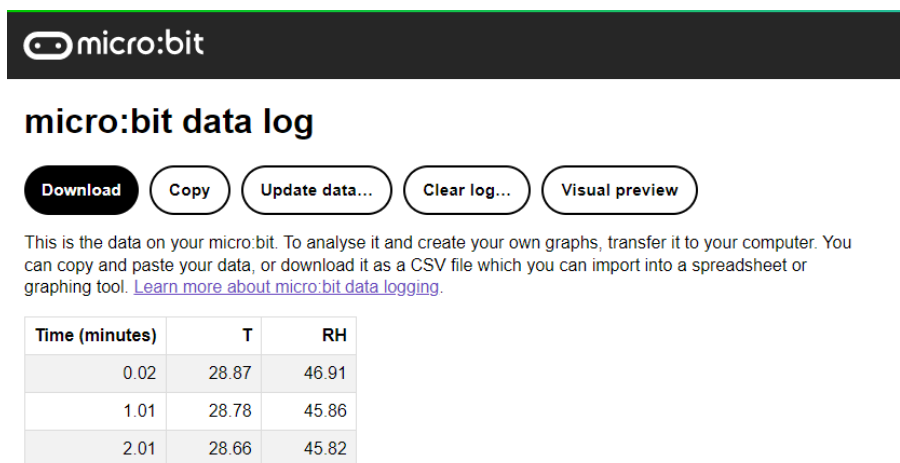 micro:bit
micro:bit data log
Download Copy Update data... Clear log... Visual preview
This is the data on your micro:bit. To analyse it and create your own graphs, transfer it to your computer. You
can copy and paste your data, or download it as a CSV file which you can import into a spreadsheet or
graphing tool. Learn more about micro:bit data logging.
Time (minutes) T RH
0.02 28.87 46.91
1.01 28.78 45.86
2.01 28.66 45.82